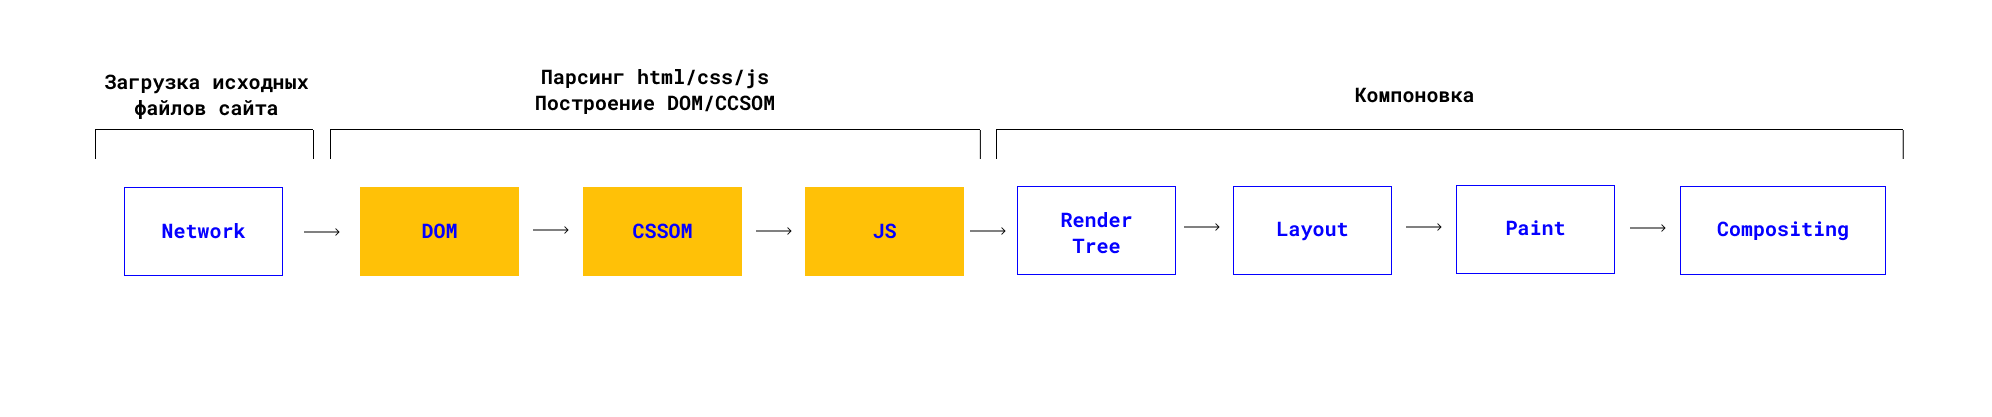 Загрузка исходных
файлов сайта
Парсинг html/css/js
Построение DOM/CCSOM
Компоновка
Network
DOM
CSSOM
JS
Render
Tree
Layout
Paint
Compositing